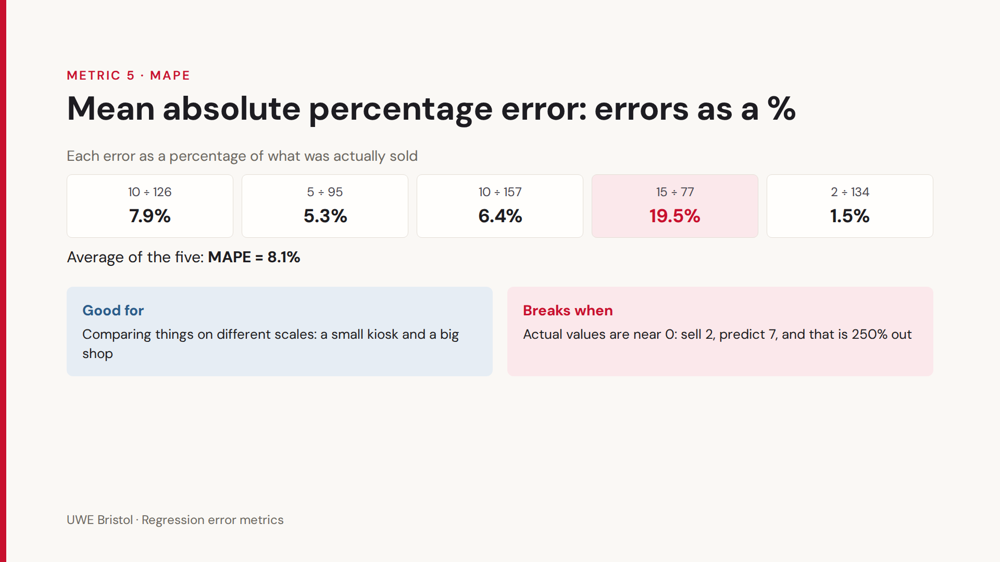 METRIC 5 · MAPE
Mean absolute percentage error: errors as a %
Each error as a percentage of what was actually sold
10 ÷ 126
7.9%
5 ÷ 95
5.3%
10 ÷ 157
6.4%
15 ÷ 77
19.5%
2 ÷ 134
1.5%
Average of the five: MAPE = 8.1%
Good for
Comparing things on different scales: a small kiosk and a big
shop
Breaks when
Actual values are near 0: sell 2, predict 7, and that is 250% out
UWE Bristol · Regression error metrics